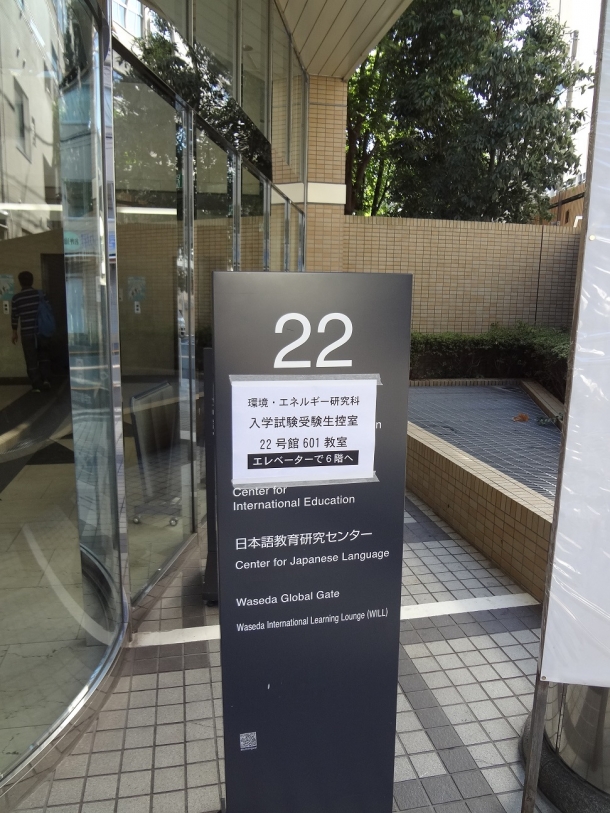 22
環境・エネルギー研究科
入学試験受験生控室
22 号館 601 教室
エレベーターで6階へ
Center for
International Education
日本語教育研究センター
Center for Japanese Language
Waseda Global Gate
Waseda International Learning Lounge (WILL)